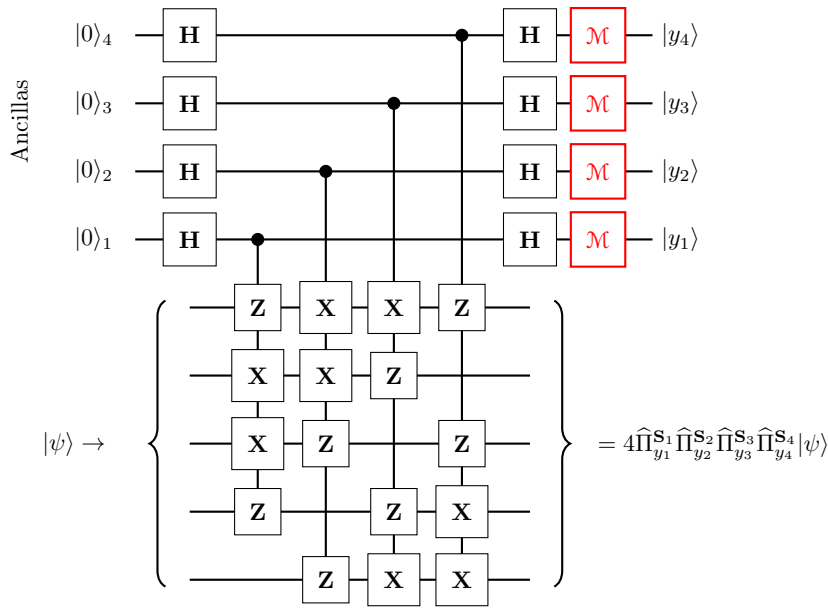 Ancillas
|0⟩₄ H H ℳ |y₄⟩
|0⟩₃ H H ℳ |y₃⟩
|0⟩₂ H H ℳ |y₂⟩
|0⟩₁ H H ℳ |y₁⟩
Z X X Z
X X Z
|ψ⟩ → X Z Z = 4Π̂^{S₁}_{y₁}Π̂^{S₂}_{y₂}Π̂^{S₃}_{y₃}Π̂^{S₄}_{y₄}|ψ⟩
Z Z X
Z X X